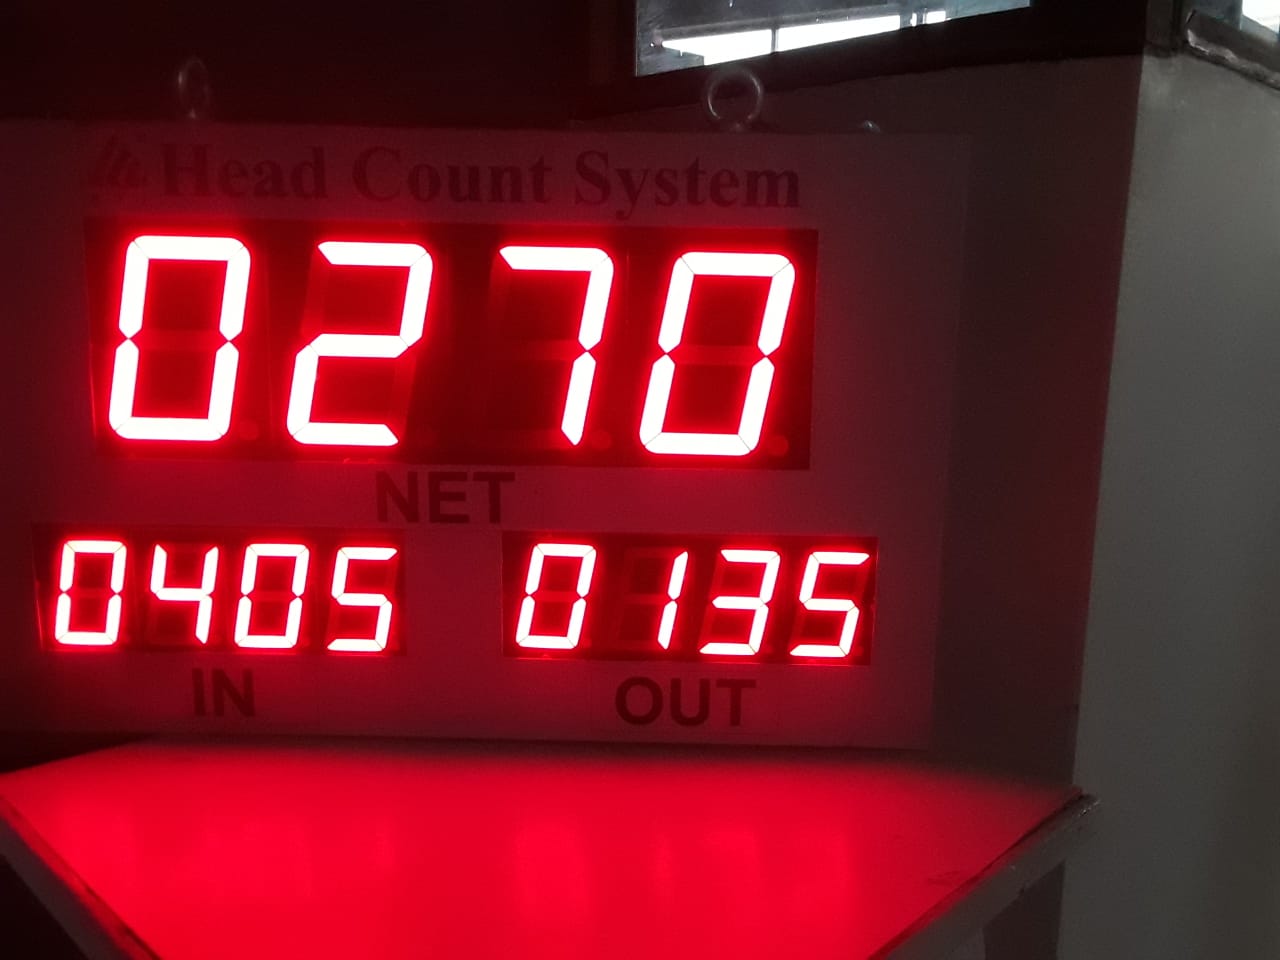 Head Count System
0270
NET
0405 0135
IN OUT